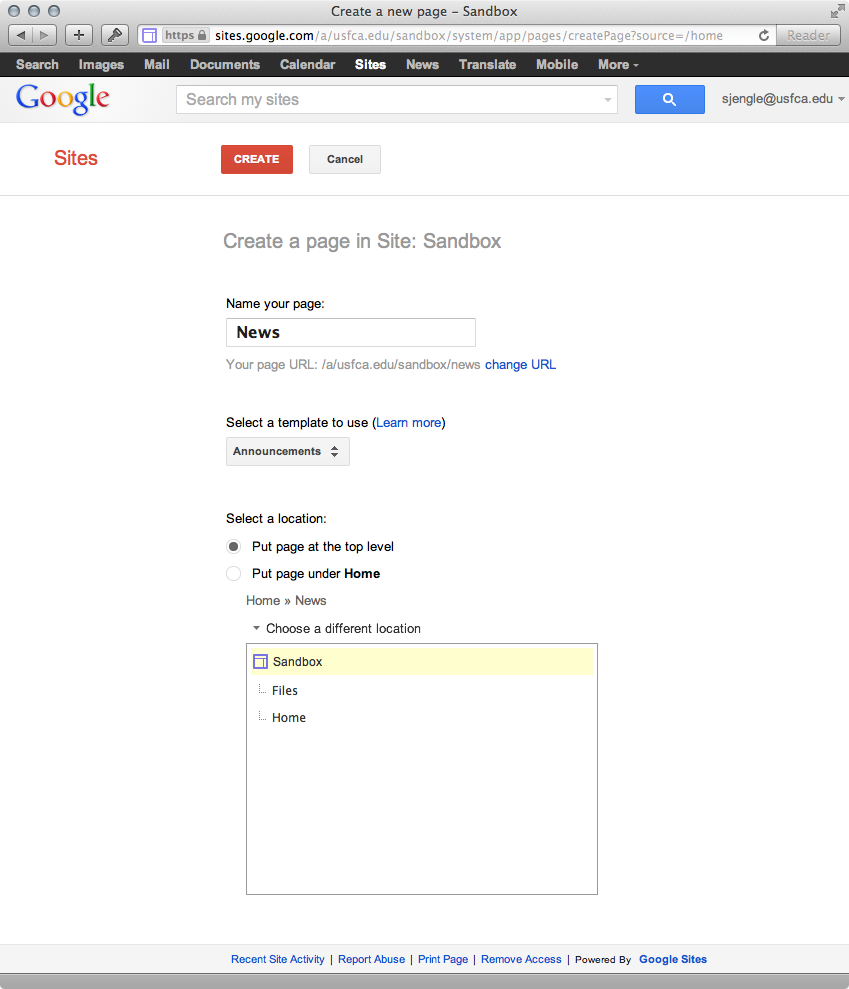 Create a new page – Sandbox
https sites.google.com/a/usfca.edu/sandbox/system/app/pages/createPage?source=/home Reader
Search Images Mail Documents Calendar Sites News Translate Mobile More
Google Search my sites sjengle@usfca.edu
Sites CREATE Cancel
Create a page in Site: Sandbox
Name your page:
News
Your page URL: /a/usfca.edu/sandbox/news change URL
Select a template to use (Learn more)
Announcements
Select a location:
Put page at the top level
Put page under Home
Home » News
Choose a different location
Sandbox
Files
Home
Recent Site Activity | Report Abuse | Print Page | Remove Access | Powered By Google Sites